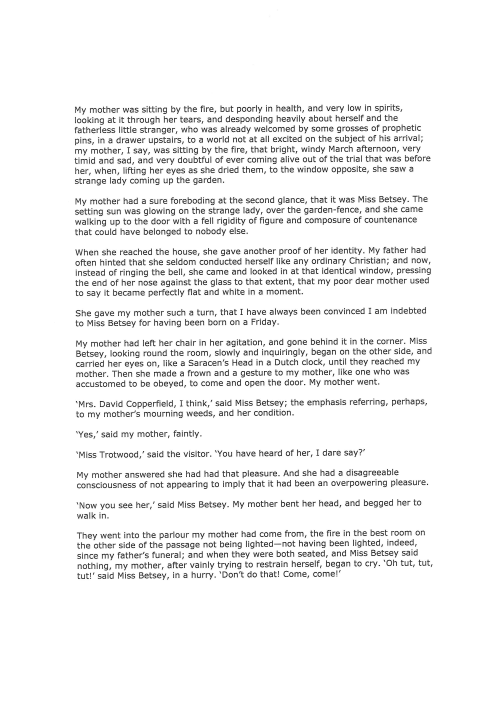 My mother was sitting by the fire, but poorly in health, and very low in spirits,
looking at it through her tears, and desponding heavily about herself and the
fatherless little stranger, who was already welcomed by some grosses of prophetic
pins, in a drawer upstairs, to a world not at all excited on the subject of his arrival;
my mother, I say, was sitting by the fire, that bright, windy March afternoon, very
timid and sad, and very doubtful of ever coming alive out of the trial that was before
her, when, lifting her eyes as she dried them, to the window opposite, she saw a
strange lady coming up the garden.
My mother had a sure foreboding at the second glance, that it was Miss Betsey. The
setting sun was glowing on the strange lady, over the garden-fence, and she came
walking up to the door with a fell rigidity of figure and composure of countenance
that could have belonged to nobody else.
When she reached the house, she gave another proof of her identity. My father had
often hinted that she seldom conducted herself like any ordinary Christian; and now,
instead of ringing the bell, she came and looked in at that identical window, pressing
the end of her nose against the glass to that extent, that my poor dear mother used
to say it became perfectly flat and white in a moment.
She gave my mother such a turn, that I have always been convinced I am indebted
to Miss Betsey for having been born on a Friday.
My mother had left her chair in her agitation, and gone behind it in the corner. Miss
Betsey, looking round the room, slowly and inquiringly, began on the other side, and
carried her eyes on, like a Saracen's Head in a Dutch clock, until they reached my
mother. Then she made a frown and a gesture to my mother, like one who was
accustomed to be obeyed, to come and open the door. My mother went.
‘Mrs. David Copperfield, I think,’ said Miss Betsey; the emphasis referring, perhaps,
to my mother's mourning weeds, and her condition.
‘Yes,’ said my mother, faintly.
‘Miss Trotwood,’ said the visitor. ‘You have heard of her, I dare say?’
My mother answered she had had that pleasure. And she had a disagreeable
consciousness of not appearing to imply that it had been an overpowering pleasure.
‘Now you see her,’ said Miss Betsey. My mother bent her head, and begged her to
walk in.
They went into the parlour my mother had come from, the fire in the best room on
the other side of the passage not being lighted—not having been lighted, indeed,
since my father's funeral; and when they were both seated, and Miss Betsey said
nothing, my mother, after vainly trying to restrain herself, began to cry. ‘Oh tut, tut,
tut!’ said Miss Betsey, in a hurry. ‘Don't do that! Come, come!’